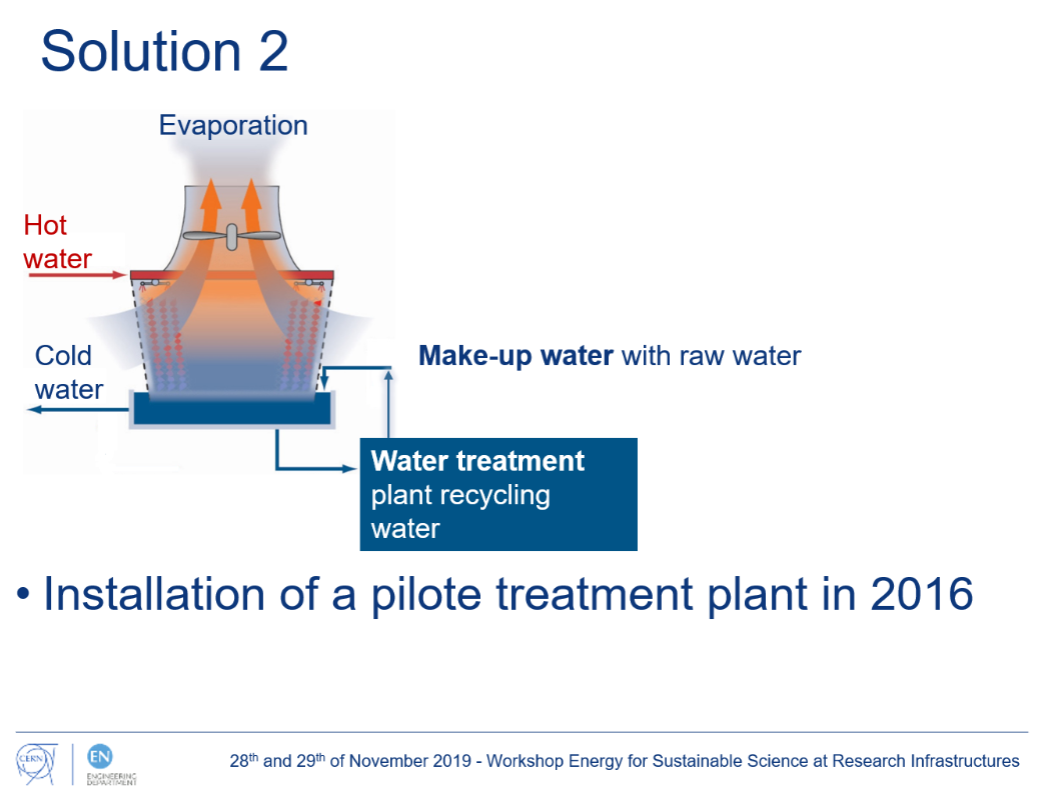 Solution 2
Evaporation
Hot
water
Cold
water
Make-up water with raw water
Water treatment
plant recycling
water
• Installation of a pilote treatment plant in 2016
CERN
EN
ENGINEERING
DEPARTMENT
28th and 29th of November 2019 - Workshop Energy for Sustainable Science at Research Infrastructures